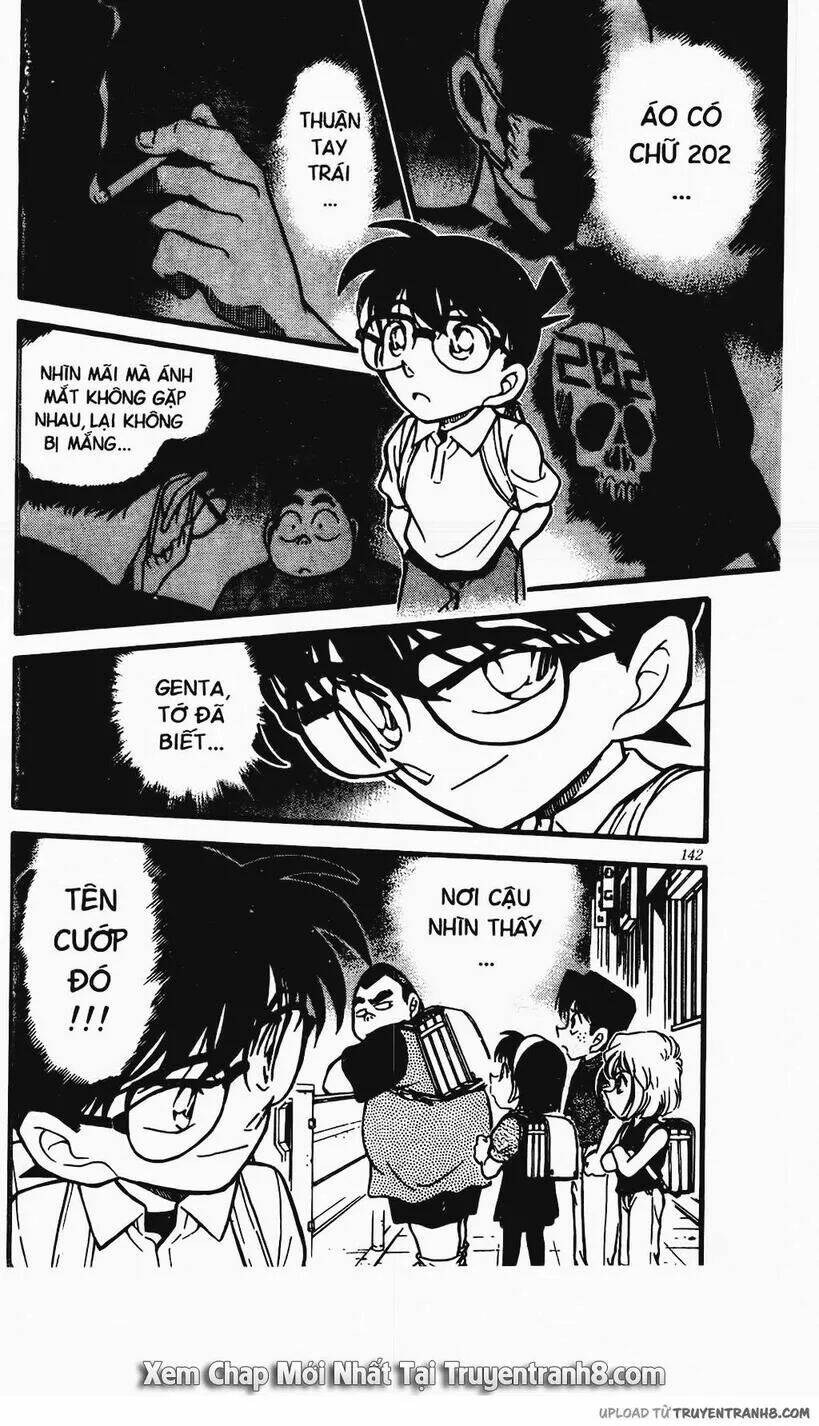 ÁO CÓ
CHỮ 202
...
THUẬN
TAY
TRÁI
...
202
NHÌN MÃI MÀ ÁNH
MẮT KHÔNG GẶP
NHAU, LẠI KHÔNG
BỊ MẮNG...
GENTA,
TỚ ĐÃ
BIẾT...
142
NƠI CẬU
NHÌN THẤY
...
TÊN
CƯỚP
ĐÓ
!!!
Xem Chap Mới Nhất Tại Truyentranh8.com
UPLOAD TỪ TRUYENTRANH8.COM